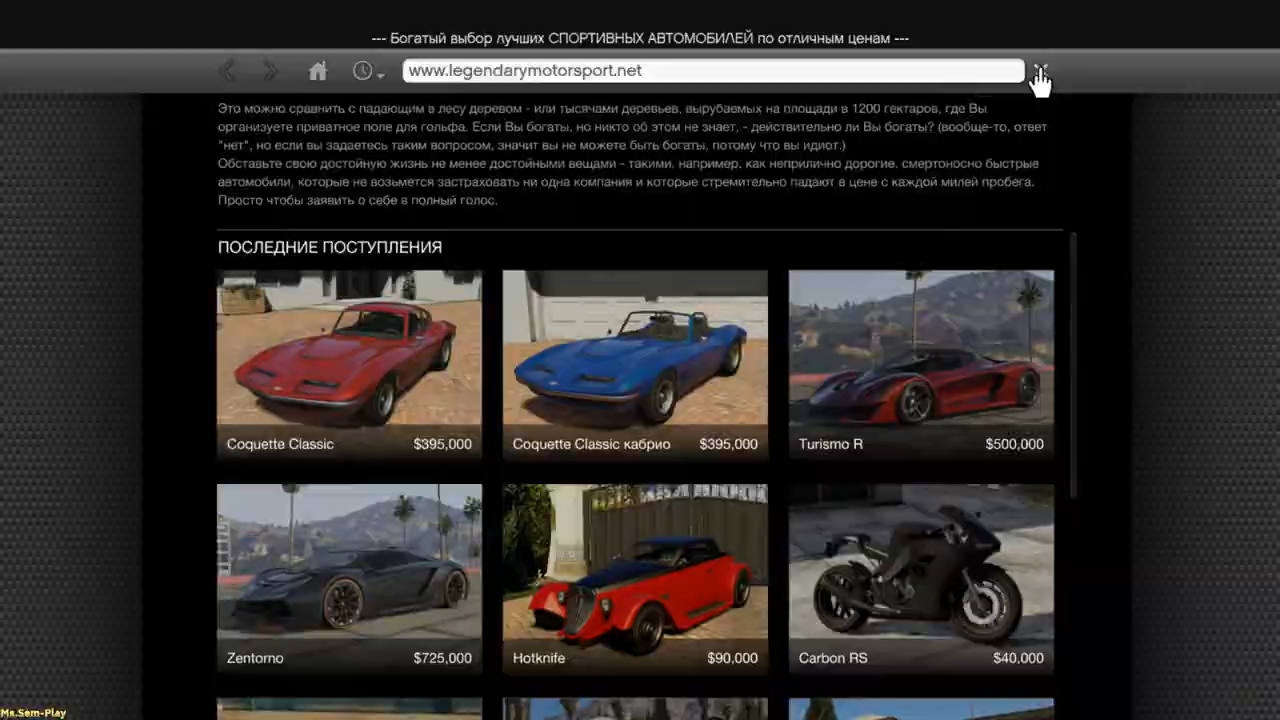 --- Богатый выбор лучших СПОРТИВНЫХ АВТОМОБИЛЕЙ по отличным ценам ---
www.legendarymotorsport.net
Это можно сравнить с падающим в лесу деревом - или тысячами деревьев, вырубаемых на площади в 1200 гектаров, где Вы
организуете приватное поле для гольфа. Если Вы богаты, но никто об этом не знает, - действительно ли Вы богаты? (вообще-то, ответ
"нет", но если вы задаетесь таким вопросом, значит вы не можете быть богаты, потому что вы идиот.)
Обставьте свою достойную жизнь не менее достойными вещами - такими, например, как неприлично дорогие, смертоносно быстрые
автомобили, которые не возьмется застраховать ни одна компания и которые стремительно падают в цене с каждой милей пробега.
Просто чтобы заявить о себе в полный голос.
ПОСЛЕДНИЕ ПОСТУПЛЕНИЯ
Coquette Classic $395,000
Coquette Classic кабрио $395,000
Turismo R $500,000
Zentorno $725,000
Hotknife $90,000
Carbon RS $40,000
Ms.Sem-Play